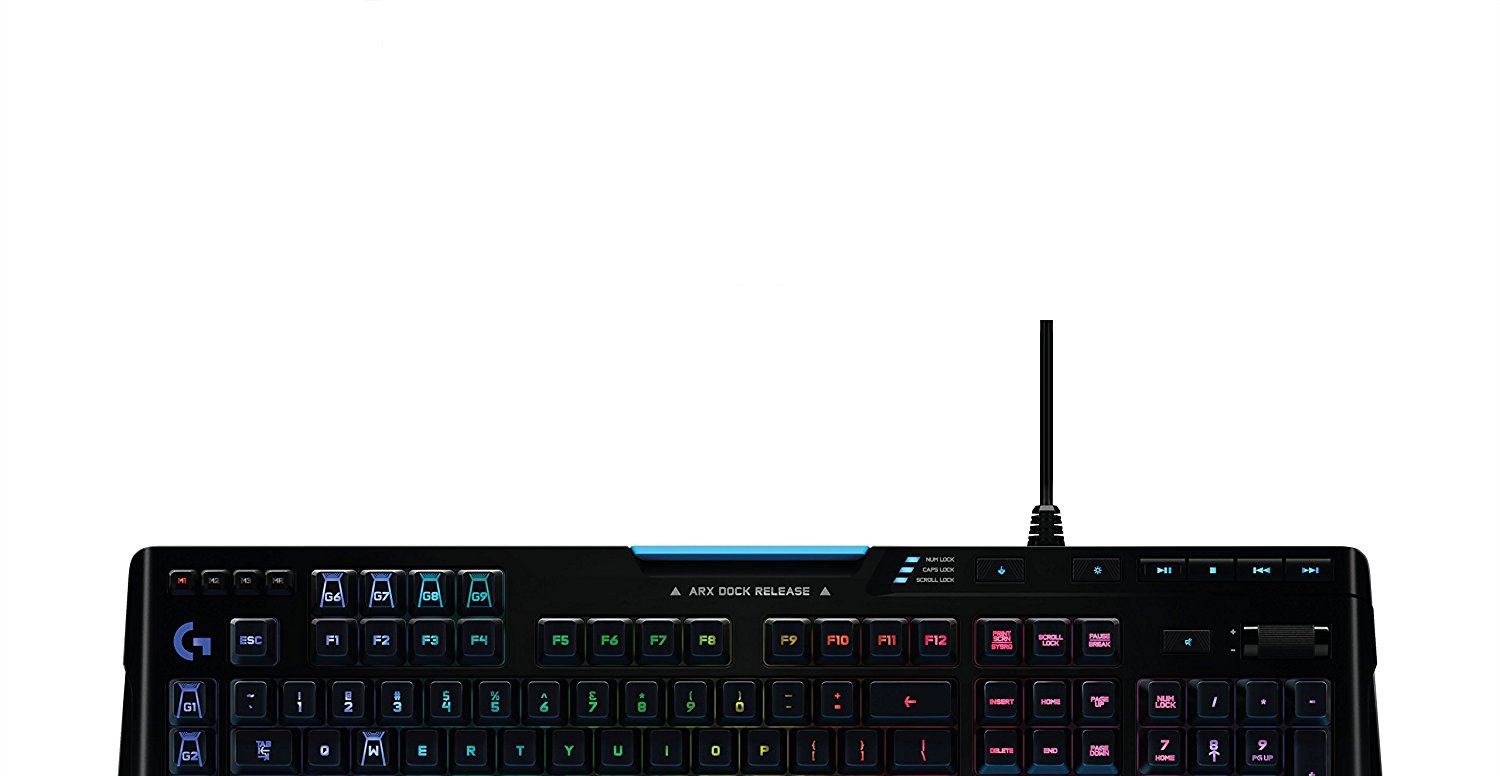 NUM LOCK
CAPS LOCK
SCROLL LOCK
M1 M2 M3 MR
G6 G7 G8 G9
▲ ARX DOCK RELEASE ▲
G ESC F1 F2 F3 F4 F5 F6 F7 F8 F9 F10 F11 F12 PRINT SCRN SYSRQ SCROLL LOCK PAUSE BREAK + -
G1 ~ ` ! 1 @ 2 # 3 $ 4 % 5 ^ 6 & 7 * 8 ( 9 ) 0 — - + = ← INSERT HOME PAGE UP NUM LOCK / * -
G2 TAB Q W E R T Y U I O P { [ } ] | \ DELETE END PAGE DOWN 7 HOME 8 9 PG UP +